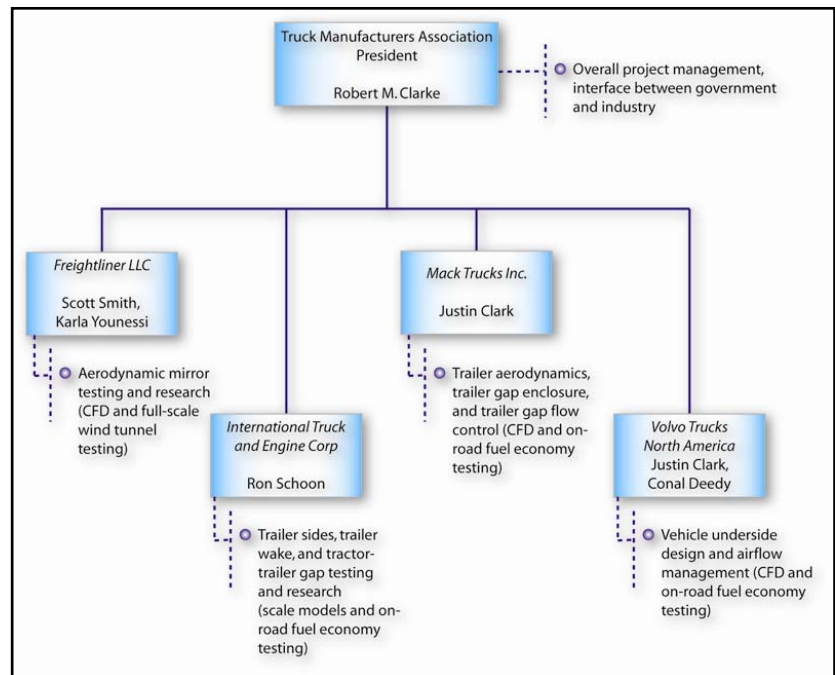 Truck Manufacturers Association
President
Robert M. Clarke
Overall project management,
interface between government
and industry
Freightliner LLC
Scott Smith,
Karla Younessi
Aerodynamic mirror
testing and research
(CFD and full-scale
wind tunnel
testing)
International Truck
and Engine Corp
Ron Schoon
Trailer sides, trailer
wake, and tractor-
trailer gap testing
and research
(scale models and on-
road fuel economy
testing)
Mack Trucks Inc.
Justin Clark
Trailer aerodynamics,
trailer gap enclosure,
and trailer gap flow
control (CFD and on-
road fuel economy
testing)
Volvo Trucks
North America
Justin Clark,
Conal Deedy
Vehicle underside
design and airflow
management (CFD and
on-road fuel economy
testing)